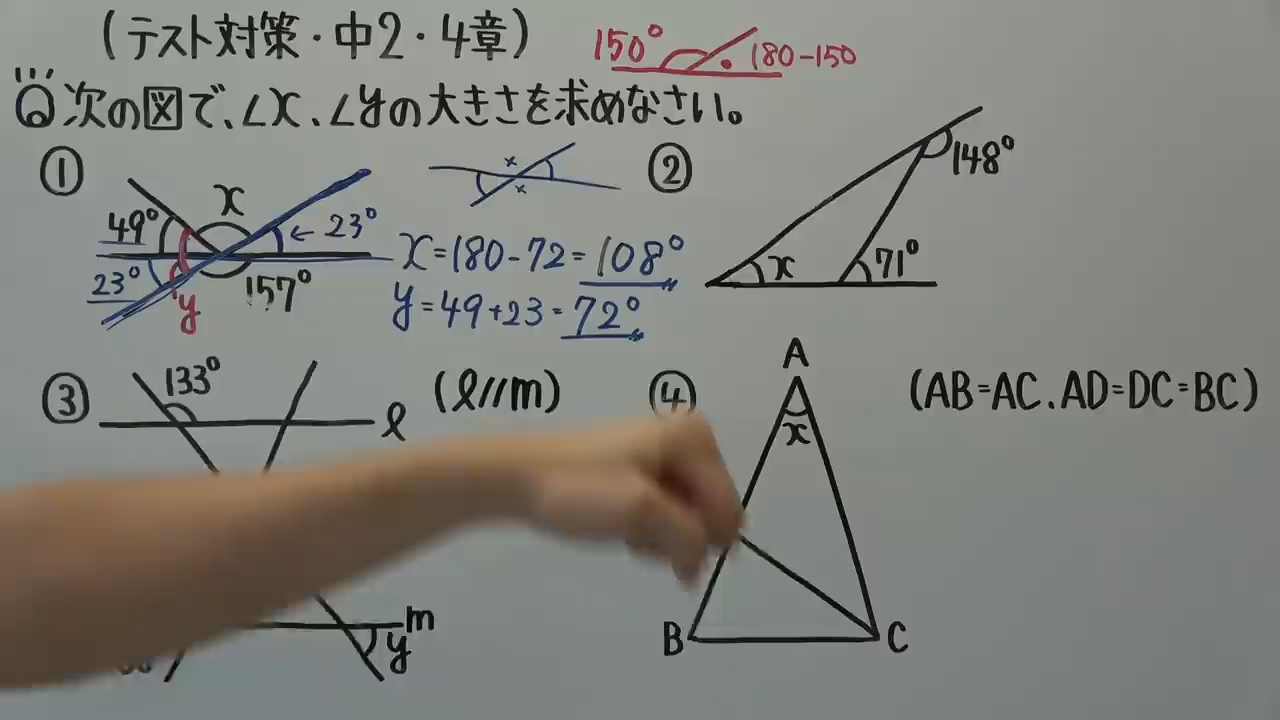 (テスト対策・中2・4章)
150° 180-150
Q 次の図で、∠x、∠yの大きさを求めなさい。
①
49°
x
23°
23°
y
157°
x
x
x=180-72=108°
y=49+23=72°
②
148°
x
71°
③
133°
ℓ
(ℓ//m)
m
y
④
A
x
B
C
(AB=AC.AD=DC=BC)